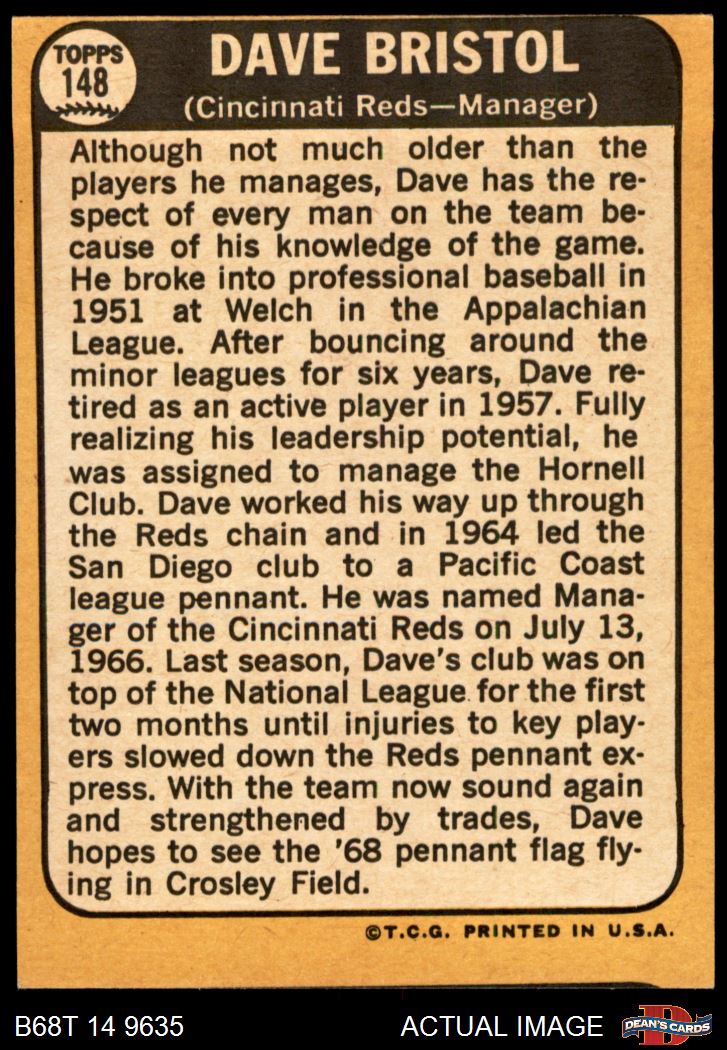 TOPPS
148
DAVE BRISTOL
(Cincinnati Reds—Manager)
Although not much older than the
players he manages, Dave has the re-
spect of every man on the team be-
cause of his knowledge of the game.
He broke into professional baseball in
1951 at Welch in the Appalachian
League. After bouncing around the
minor leagues for six years, Dave re-
tired as an active player in 1957. Fully
realizing his leadership potential, he
was assigned to manage the Hornell
Club. Dave worked his way up through
the Reds chain and in 1964 led the
San Diego club to a Pacific Coast
league pennant. He was named Mana-
ger of the Cincinnati Reds on July 13,
1966. Last season, Dave's club was on
top of the National League for the first
two months until injuries to key play-
ers slowed down the Reds pennant ex-
press. With the team now sound again
and strengthened by trades, Dave
hopes to see the '68 pennant flag fly-
ing in Crosley Field.
©T.C.G. PRINTED IN U.S.A.
B68T 14 9635 ACTUAL IMAGE D DEAN'S CARDS